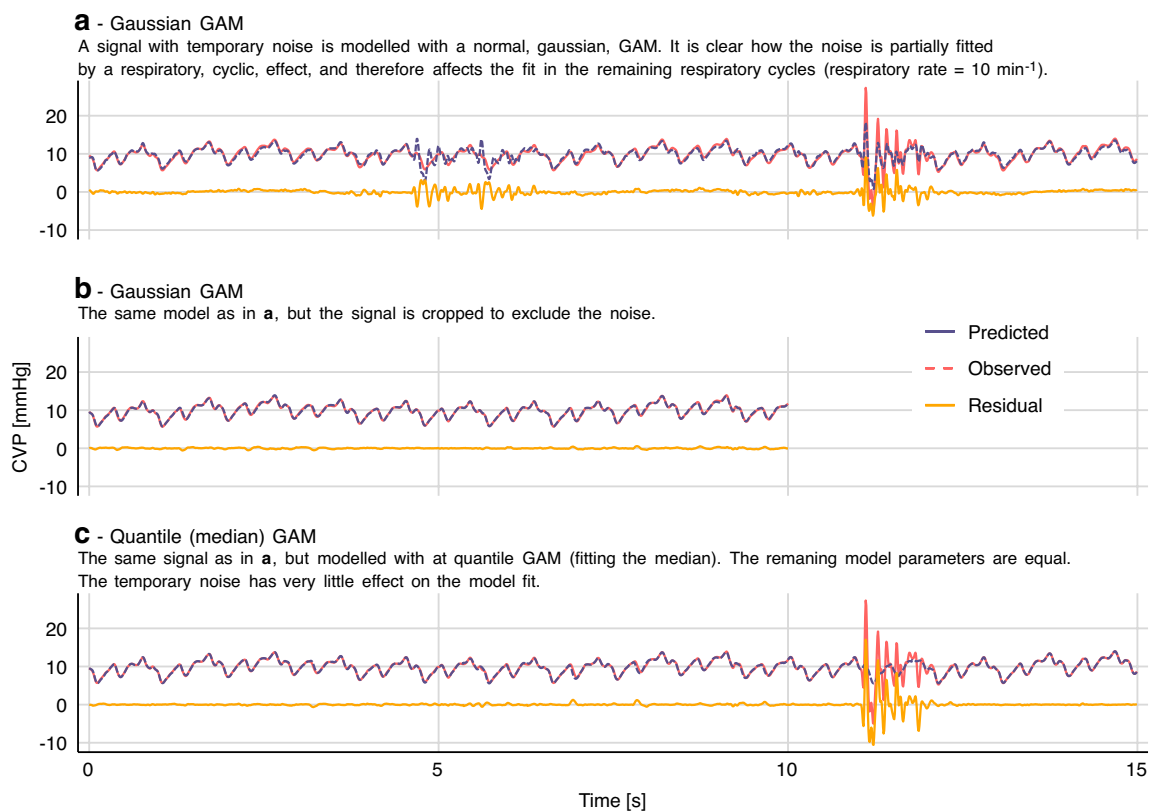 a - Gaussian GAM
A signal with temporary noise is modelled with a normal, gaussian, GAM. It is clear how the noise is partially fitted
by a respiratory, cyclic, effect, and therefore affects the fit in the remaining respiratory cycles (respiratory rate = 10 min-1).
20
10
0
-10
b - Gaussian GAM
The same model as in a, but the signal is cropped to exclude the noise.
Predicted
Observed
Residual
CVP [mmHg]
20
10
0
-10
c - Quantile (median) GAM
The same signal as in a, but modelled with at quantile GAM (fitting the median). The remaning model parameters are equal.
The temporary noise has very little effect on the model fit.
20
10
0
-10
0 5 10 15
Time [s]